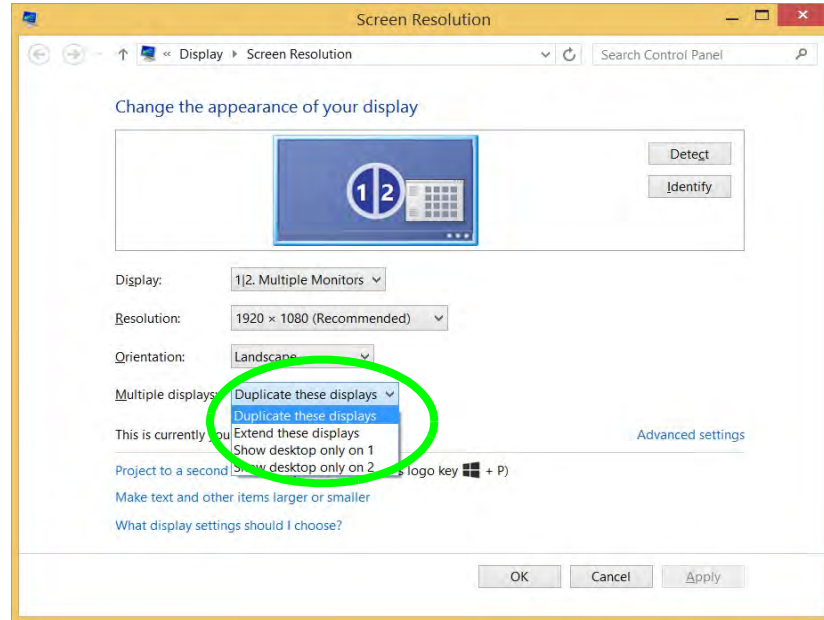 Screen Resolution
« Display Screen Resolution
Search Control Panel
Change the appearance of your display
1 2
Detect
Identify
Display: 1|2. Multiple Monitors
Resolution: 1920 × 1080 (Recommended)
Orientation: Landscape
Multiple displays: Duplicate these displays
Duplicate these displays
Extend these displays
This is currently Advanced settings
Show desktop only on 1
Show desktop only on 2
Project to a second logo key + P)
Make text and other items larger or smaller
What display settings should I choose?
OK Cancel Apply